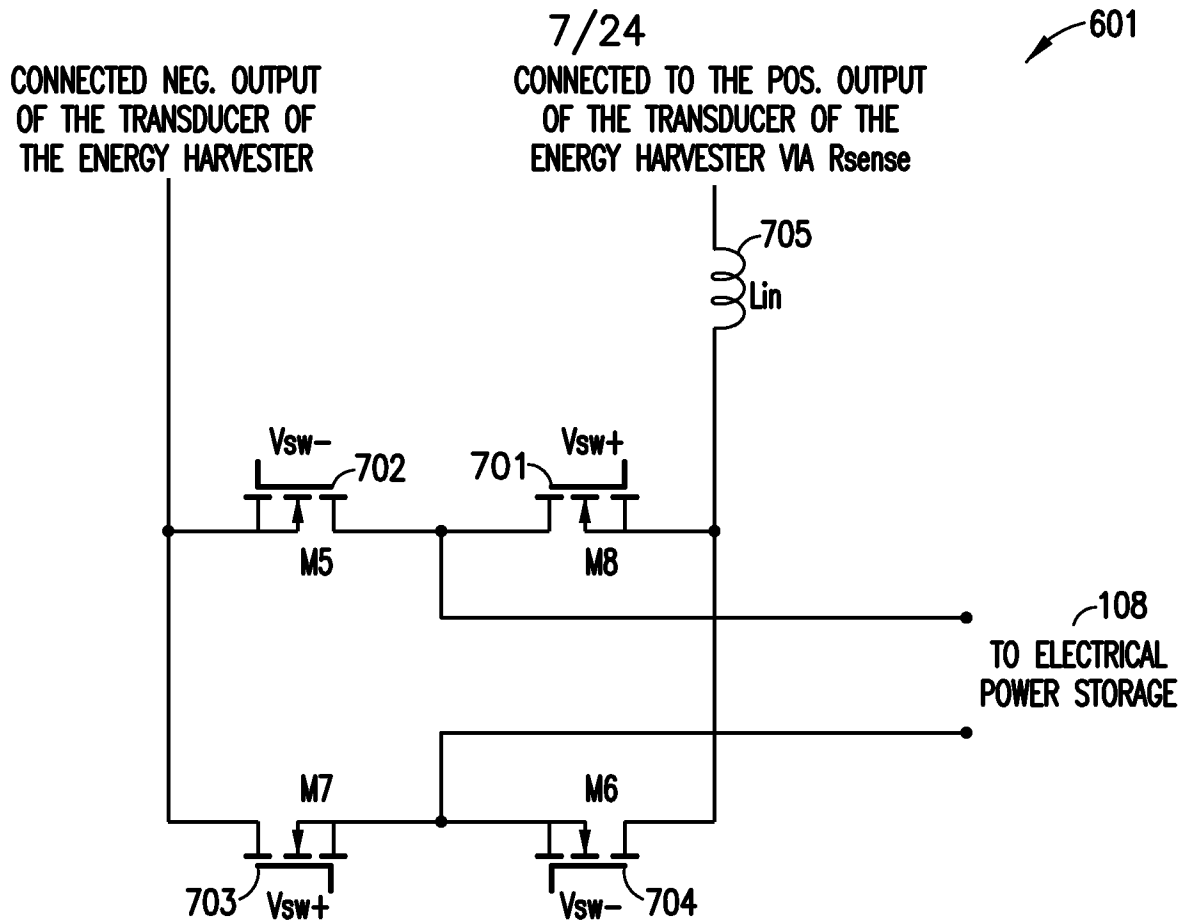 7/24
601
CONNECTED NEG. OUTPUT
OF THE TRANSDUCER OF
THE ENERGY HARVESTER
CONNECTED TO THE POS. OUTPUT
OF THE TRANSDUCER OF THE
ENERGY HARVESTER VIA Rsense
705
Lin
Vsw-
702
M5
701
Vsw+
M8
108
TO ELECTRICAL
POWER STORAGE
M7
703
Vsw+
M6
Vsw-
704